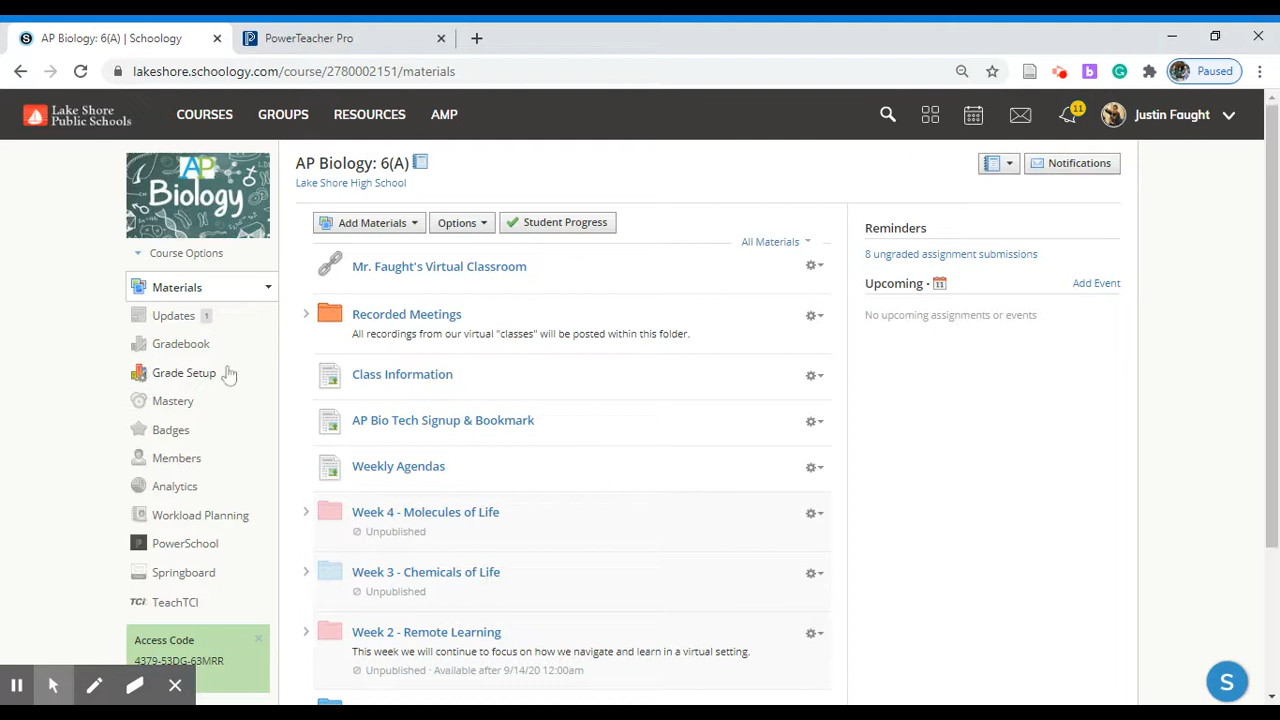 AP Biology: 6(A) | Schoology
PowerTeacher Pro
lakeshore.schoology.com/course/2780002151/materials
Paused
Lake Shore
Public Schools
COURSES
GROUPS
RESOURCES
AMP
11
Justin Faught
AP
Biology
Course Options
Materials
Updates 1
Gradebook
Grade Setup
Mastery
Badges
Members
Analytics
Workload Planning
PowerSchool
Springboard
TCi TeachTCI
Access Code
4379-53DG-63MRR
AP Biology: 6(A)
Lake Shore High School
Notifications
Add Materials
Options
Student Progress
All Materials
Mr. Faught's Virtual Classroom
Recorded Meetings
All recordings from our virtual "classes" will be posted within this folder.
Class Information
AP Bio Tech Signup & Bookmark
Weekly Agendas
Week 4 - Molecules of Life
Unpublished
Week 3 - Chemicals of Life
Unpublished
Week 2 - Remote Learning
This week we will continue to focus on how we navigate and learn in a virtual setting.
Unpublished · Available after 9/14/20 12:00am
Reminders
8 ungraded assignment submissions
Upcoming · 11
Add Event
No upcoming assignments or events
S